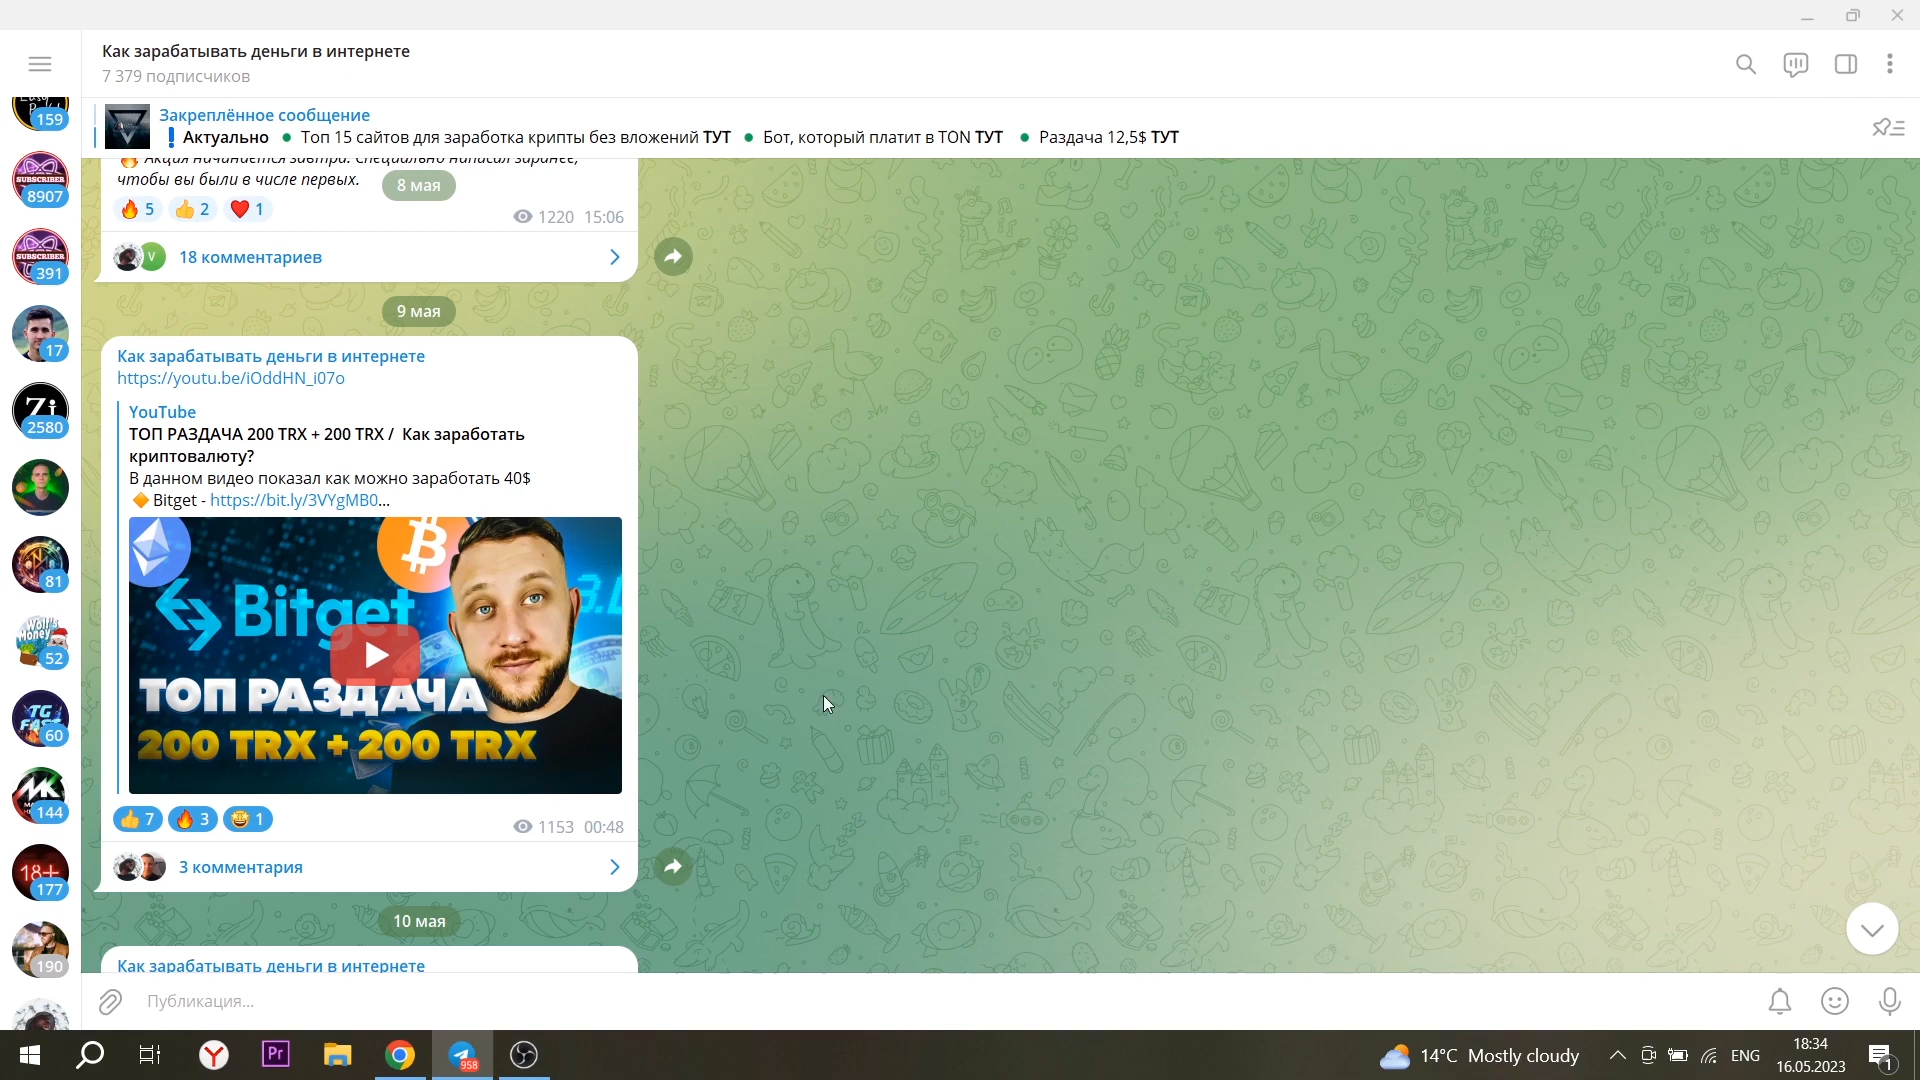 Как зарабатывать деньги в интернете
7 379 подписчиков
Закреплённое сообщение
❗ Актуально ● Топ 15 сайтов для заработка крипты без вложений ТУТ ● Бот, который платит в TON ТУТ ● Раздача 12,5$ ТУТ
🔥 Акция начинается завтра. Специально написал заранее,
чтобы вы были в числе первых.
8 мая
🔥 5 👍 2 ❤️ 1
1220 15:06
V
18 комментариев
9 мая
Как зарабатывать деньги в интернете
https://youtu.be/iOddHN_i07o
YouTube
ТОП РАЗДАЧА 200 TRX + 200 TRX / Как заработать
криптовалюту?
В данном видео показал как можно заработать 40$
🔸 Bitget - https://bit.ly/3VYgMB0...
Bitget
ТОП РАЗДАЧА
200 TRX + 200 TRX
👍 7 🔥 3 🤩 1
1153 00:48
3 комментария
10 мая
Как зарабатывать деньги в интернете
Публикация...
159
SUBSCRIBER
8907
SUBSCRIBER
391
17
Zi
2580
81
Wolf's
Money
52
TG
FAST
60
MK
144
18+
177
190
Pr
958
14°C Mostly cloudy
ENG
18:34
16.05.2023
1